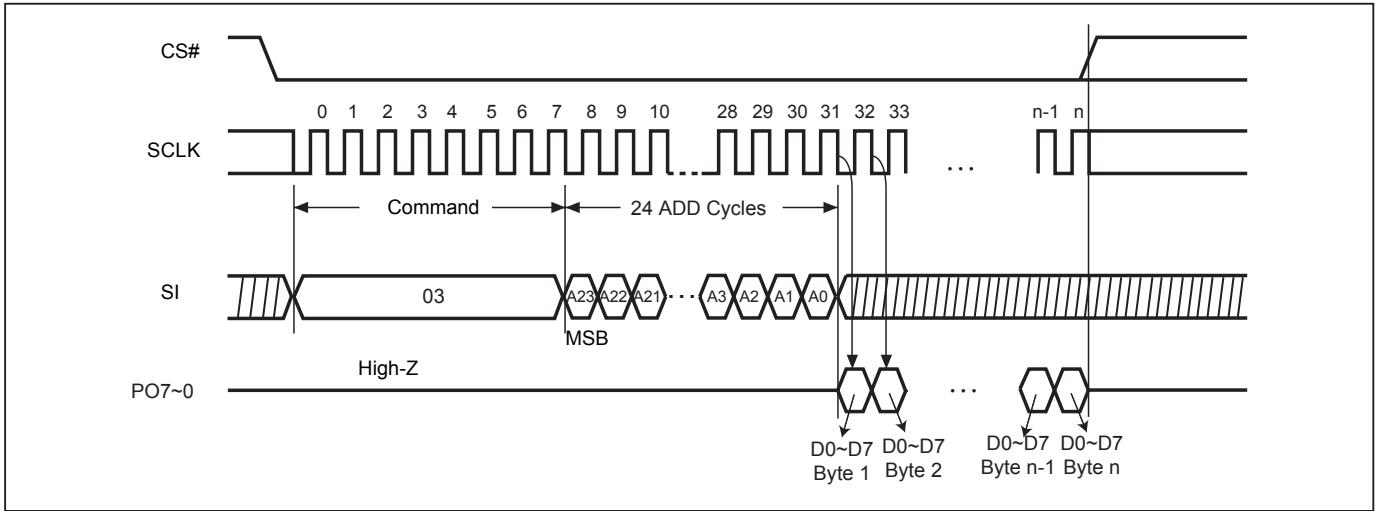 CS#
0 1 2 3 4 5 6 7 8 9 10 28 29 30 31 32 33 n-1 n
SCLK
...
Command 24 ADD Cycles
SI 03 A23 A22 A21 A3 A2 A1 A0
MSB
High-Z
PO7~0 ...
D0~D7 D0~D7 D0~D7 D0~D7
Byte 1 Byte 2 Byte n-1 Byte n